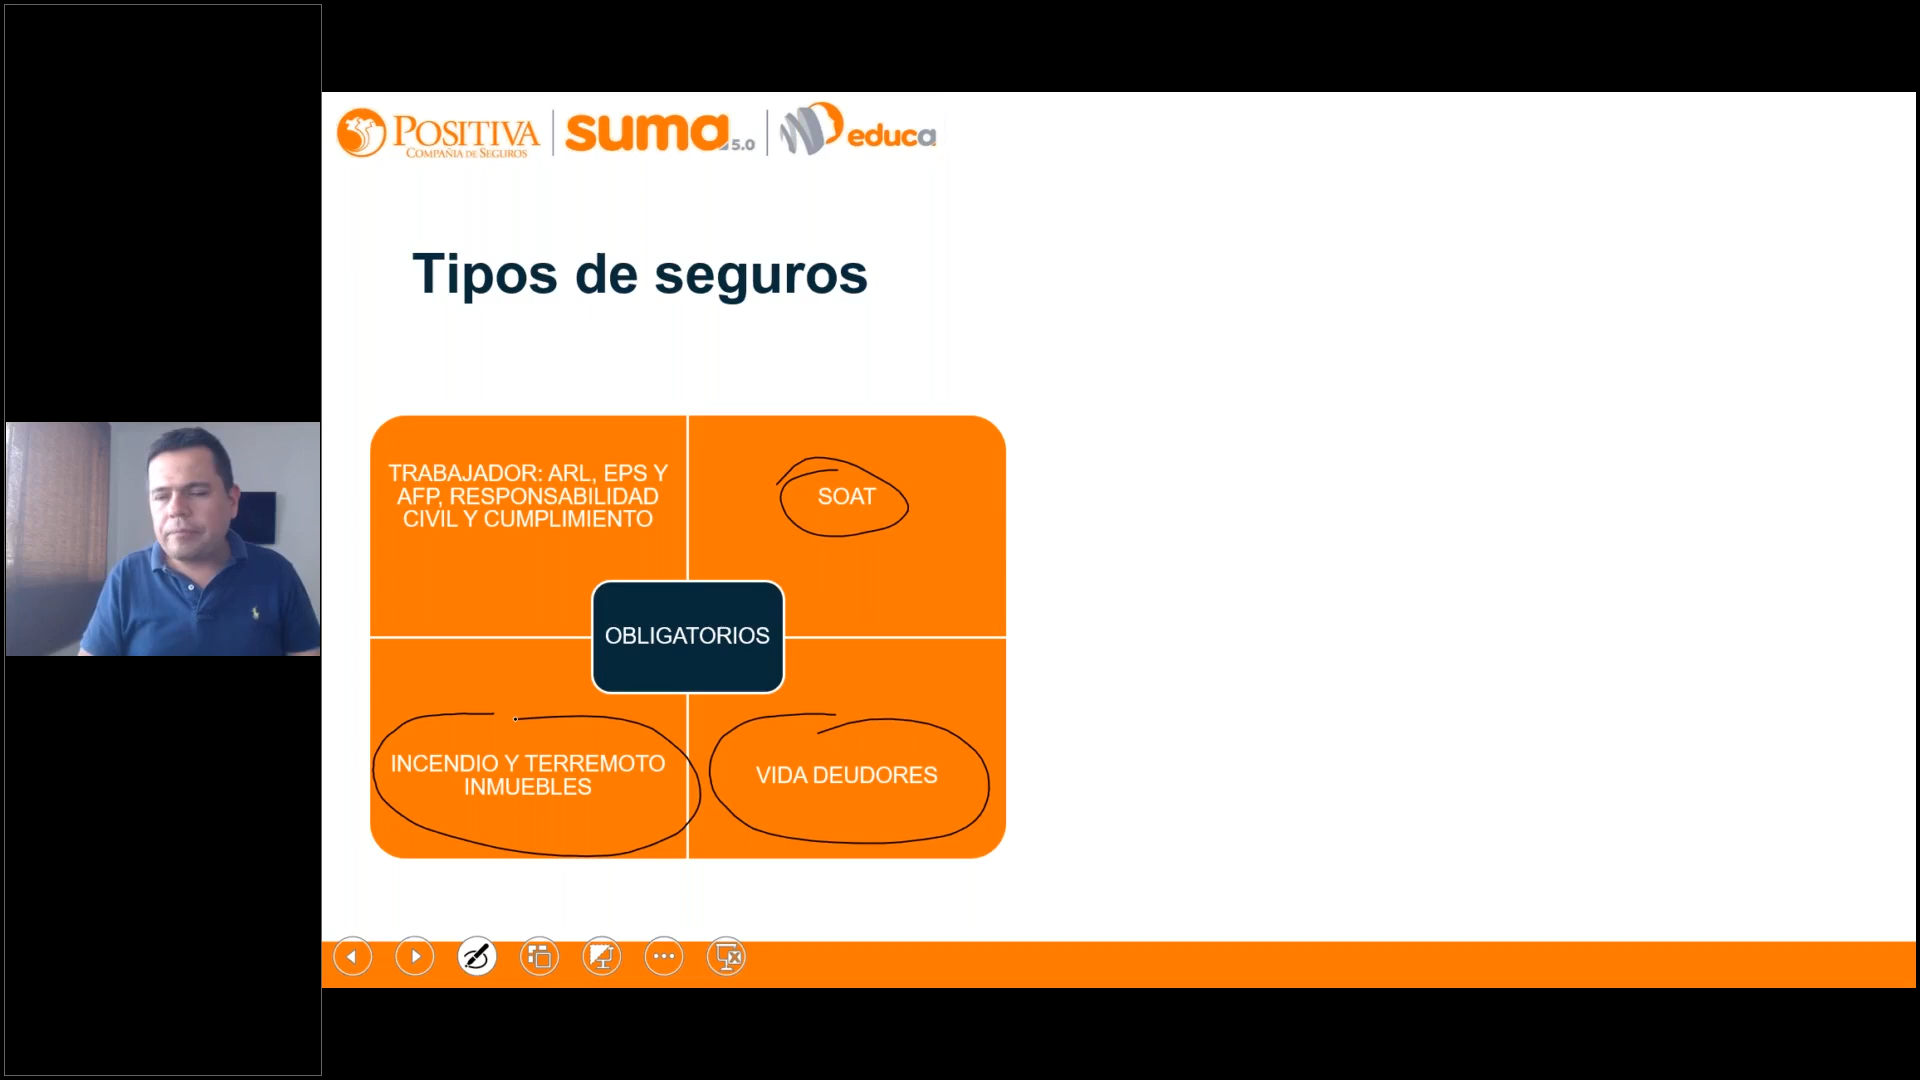 POSITIVA
COMPAÑIA DE SEGUROS
suma 5.0
educa
Tipos de seguros
TRABAJADOR: ARL, EPS Y
AFP, RESPONSABILIDAD
CIVIL Y CUMPLIMIENTO
SOAT
OBLIGATORIOS
INCENDIO Y TERREMOTO
INMUEBLES
VIDA DEUDORES